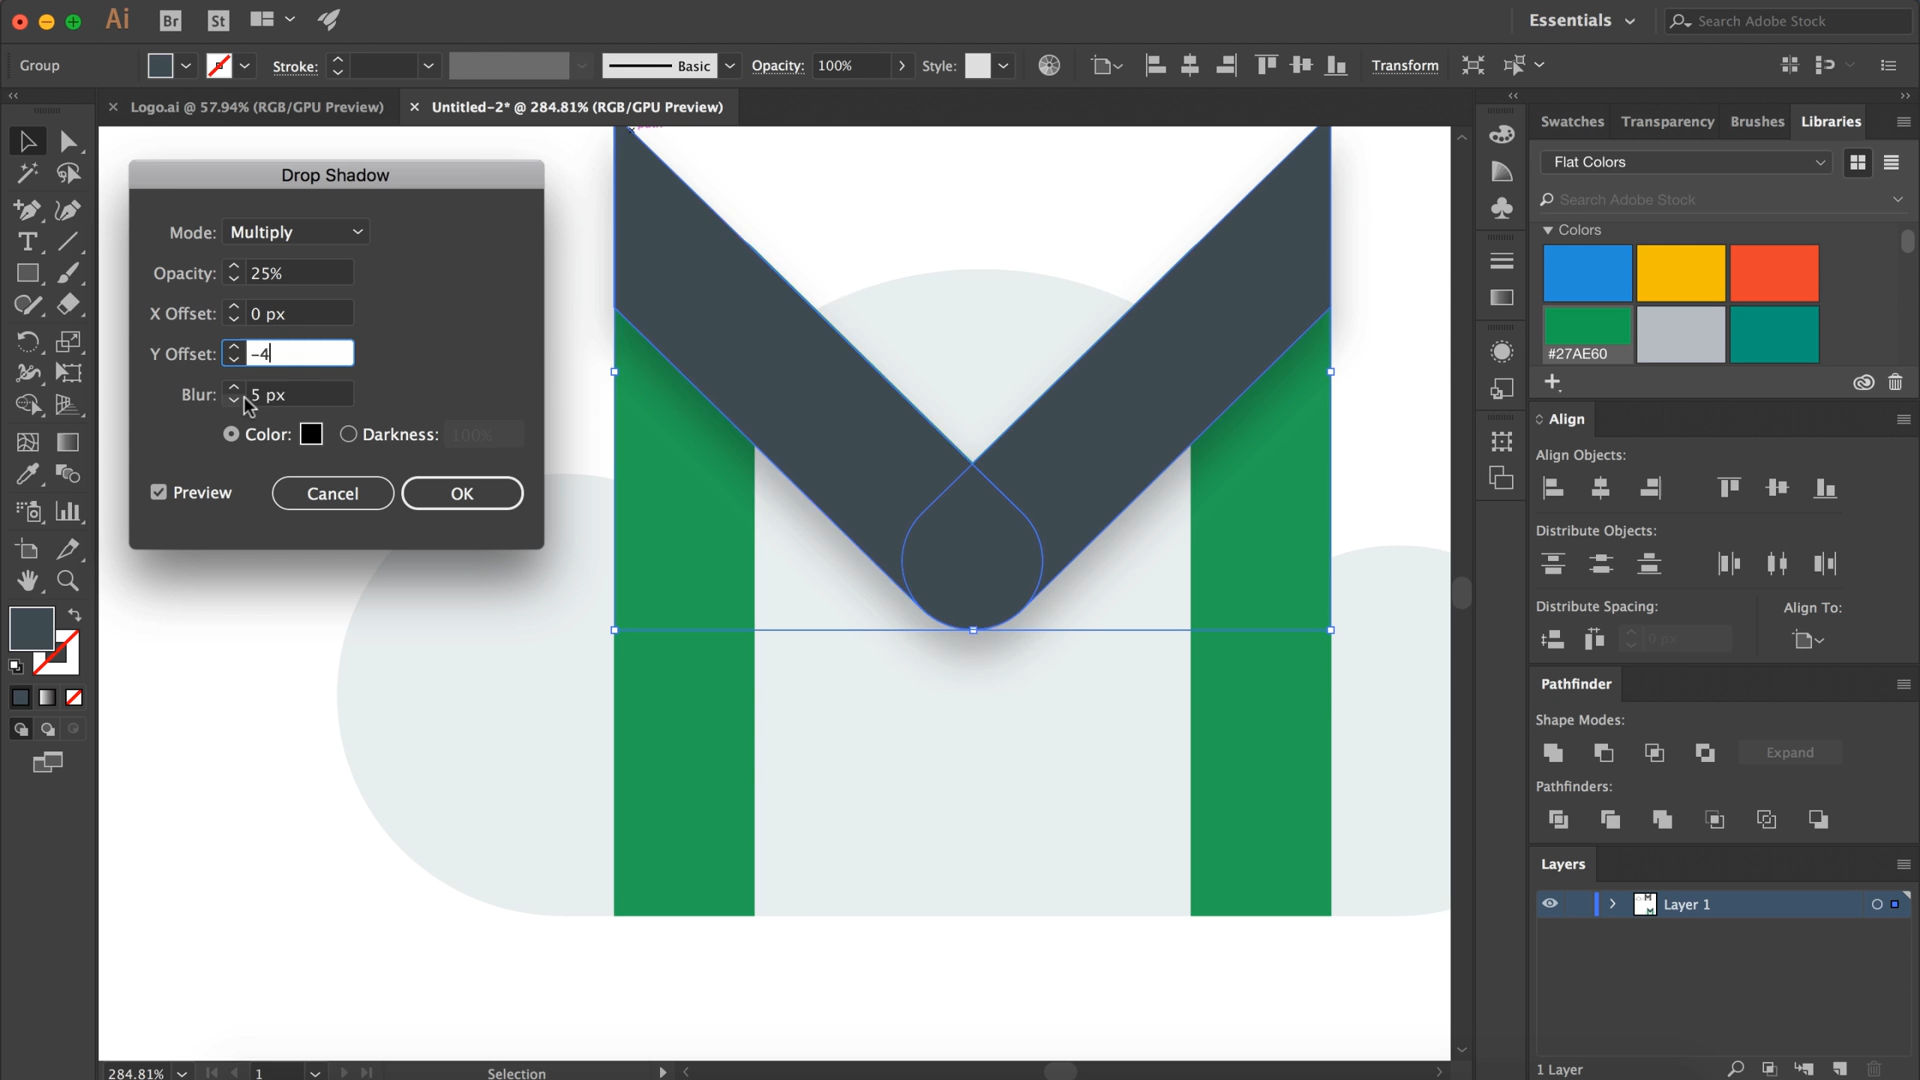 Ai Br St Essentials Search Adobe Stock
Group Stroke: Basic Opacity: 100% Style: Transform
Logo.ai @ 57.94% (RGB/GPU Preview) Untitled-2* @ 284.81% (RGB/GPU Preview)
Drop Shadow
Mode: Multiply
Opacity: 25%
X Offset: 0 px
Y Offset: -4
Blur: 5 px
Color: Darkness: 100%
Preview Cancel OK
Swatches Transparency Brushes Libraries
Flat Colors
Search Adobe Stock
Colors
#27AE60
Align
Align Objects:
Distribute Objects:
Distribute Spacing: Align To:
0 px
Pathfinder
Shape Modes:
Expand
Pathfinders:
Layers
Layer 1
1 Layer
284.81% 1 Selection